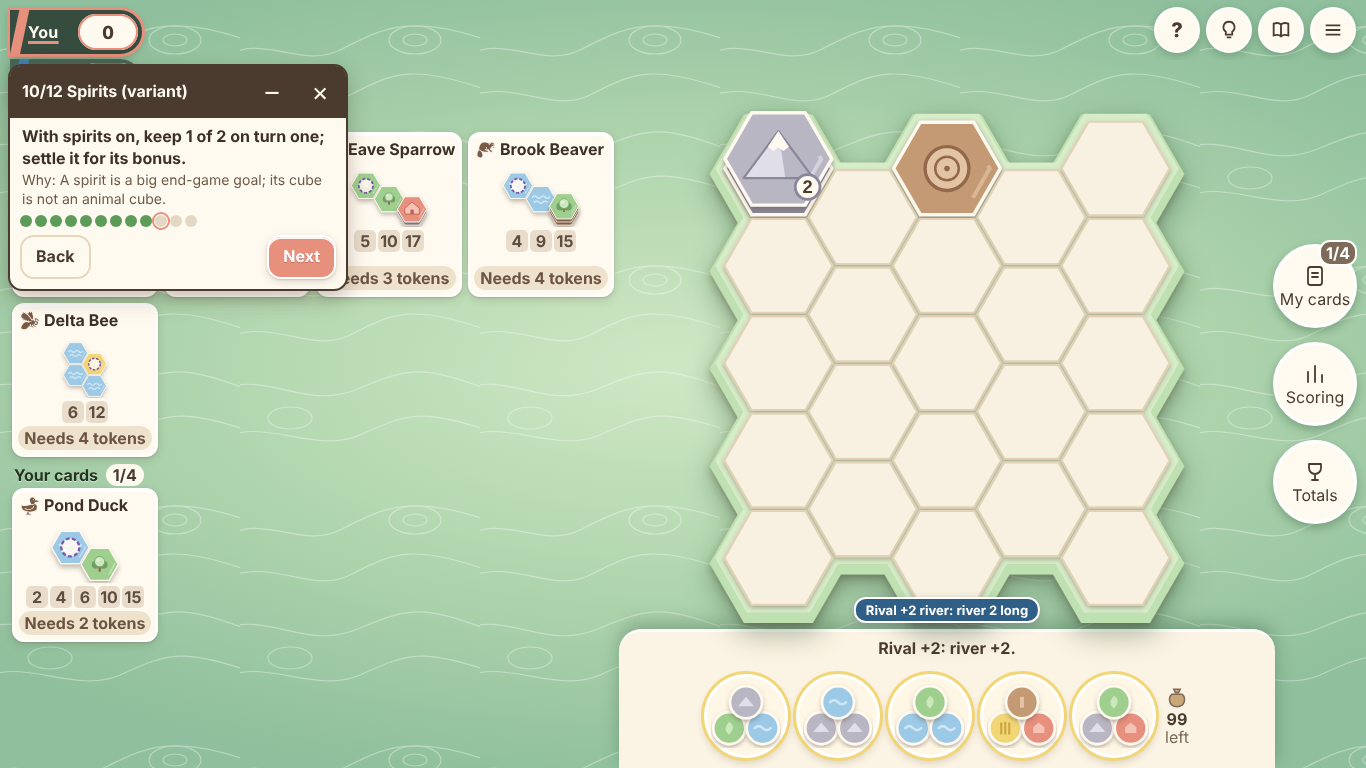 You
0
10/12 Spirits (variant)
With spirits on, keep 1 of 2 on turn one;
settle it for its bonus.
Why: A spirit is a big end-game goal; its cube
is not an animal cube.
Back
Next
Eave Sparrow
5 10 17
Needs 3 tokens
Brook Beaver
4 9 15
Needs 4 tokens
Delta Bee
6 12
Needs 4 tokens
Your cards 1/4
Pond Duck
2 4 6 10 15
Needs 2 tokens
2
?
1/4
My cards
Scoring
Totals
Rival +2 river: river 2 long
Rival +2: river +2.
99
left